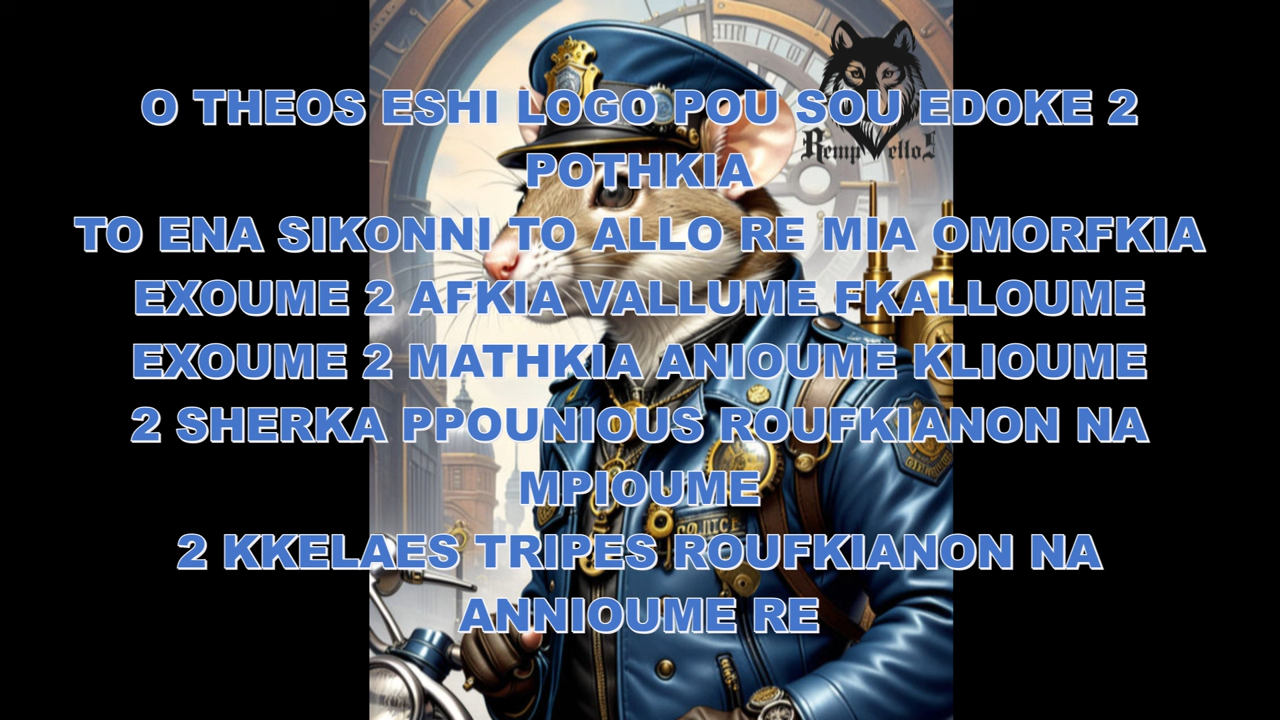 O THEOS ESHI LOGO POU SOU EDOKE 2
POTHKIA
TO ENA SIKONNI TO ALLO RE MIA OMORFKIA
EXOUME 2 AFKIA VALLUME FKALLOUME
EXOUME 2 MATHKIA ANIOUME KLIOUME
2 SHERKA PPOUNIOUS ROUFKIANON NA
MPIOUME
2 KKELAES TRIPES ROUFKIANON NA
ANNIOUME RE
RempVellos